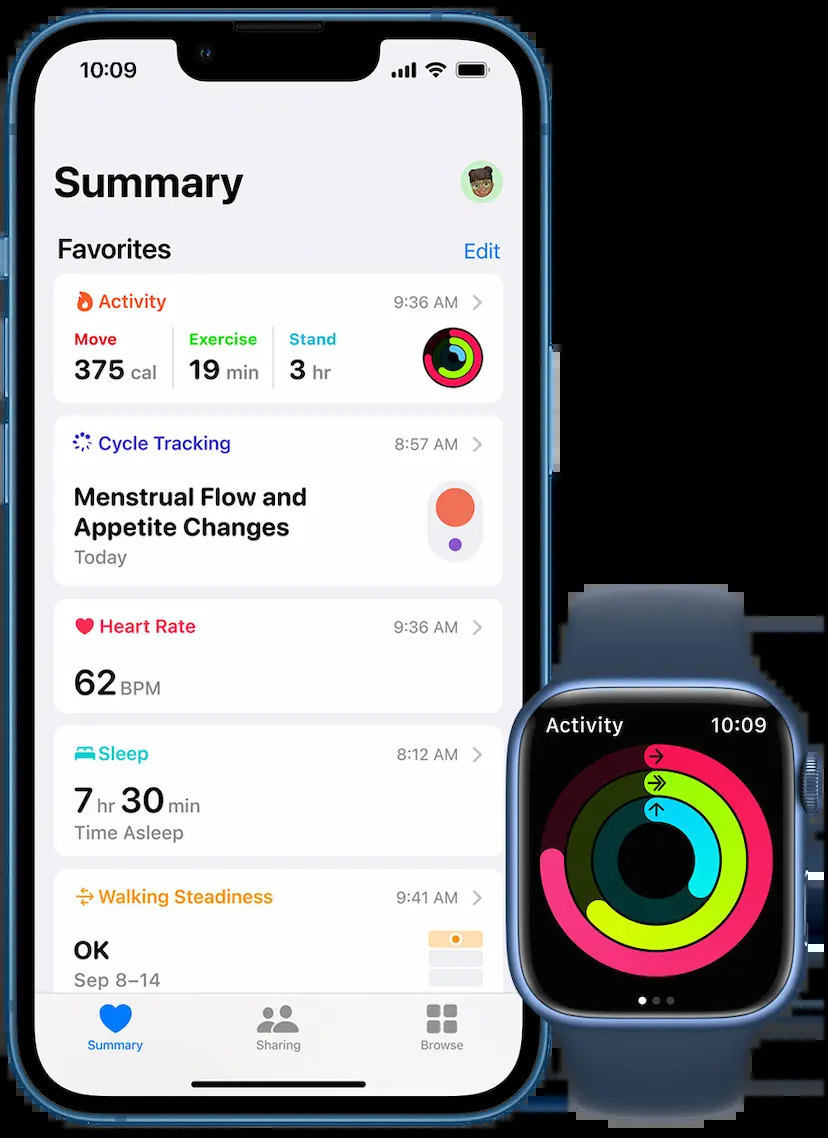 10:09
Summary
Favorites
Edit
Activity
9:36 AM
Move
Exercise
Stand
375 cal
19 min
3 hr
Cycle Tracking
8:57 AM
Menstrual Flow and
Appetite Changes
Today
Heart Rate
9:36 AM
62 BPM
Sleep
8:12 AM
7 hr 30 min
Time Asleep
Walking Steadiness
9:41 AM
OK
Sep 8–14
Summary
Sharing
Browse
Activity
10:09